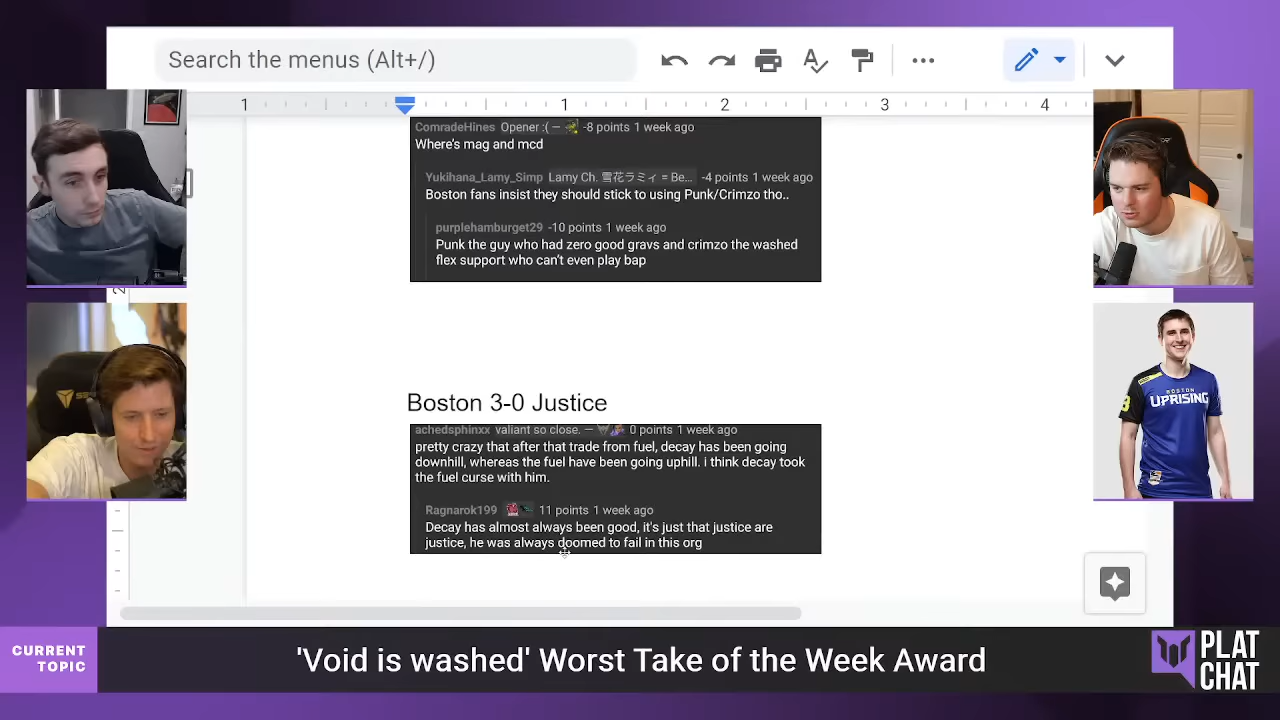 Search the menus (Alt+/)
1 1 2 3 4
ComradeHines Opener :( — -8 points 1 week ago
Where's mag and mcd
Yukihana_Lamy_Simp Lamy Ch. 雪花ラミィ = Be... -4 points 1 week ago
Boston fans insist they should stick to using Punk/Crimzo tho..
purplehamburget29 -10 points 1 week ago
Punk the guy who had zero good gravs and crimzo the washed
flex support who can't even play bap
2
Boston 3-0 Justice
achedsphinxx valiant so close. — 0 points 1 week ago
pretty crazy that after that trade from fuel, decay has been going
downhill, whereas the fuel have been going uphill. i think decay took
the fuel curse with him.
Ragnarok199 11 points 1 week ago
Decay has almost always been good, it's just that justice are
justice, he was always doomed to fail in this org
BOSTON
UPRISING
CURRENT
TOPIC
'Void is washed' Worst Take of the Week Award
PLAT
CHAT